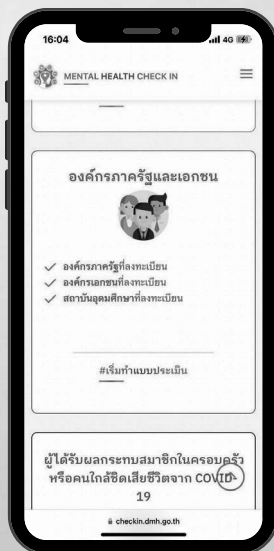 16:04
4G
MENTAL HEALTH CHECK IN
องค์กรภาครัฐและเอกชน
องค์กรภาครัฐที่ลงทะเบียน
องค์กรเอกชนที่ลงทะเบียน
สถาบันอุดมศึกษาที่ลงทะเบียน
#เริ่มทำแบบประเมิน
ผู้ได้รับผลกระทบสมาชิกในครอบครัว
หรือคนใกล้ชิดเสียชีวิตจาก COVID-
19
checkin.dmh.go.th